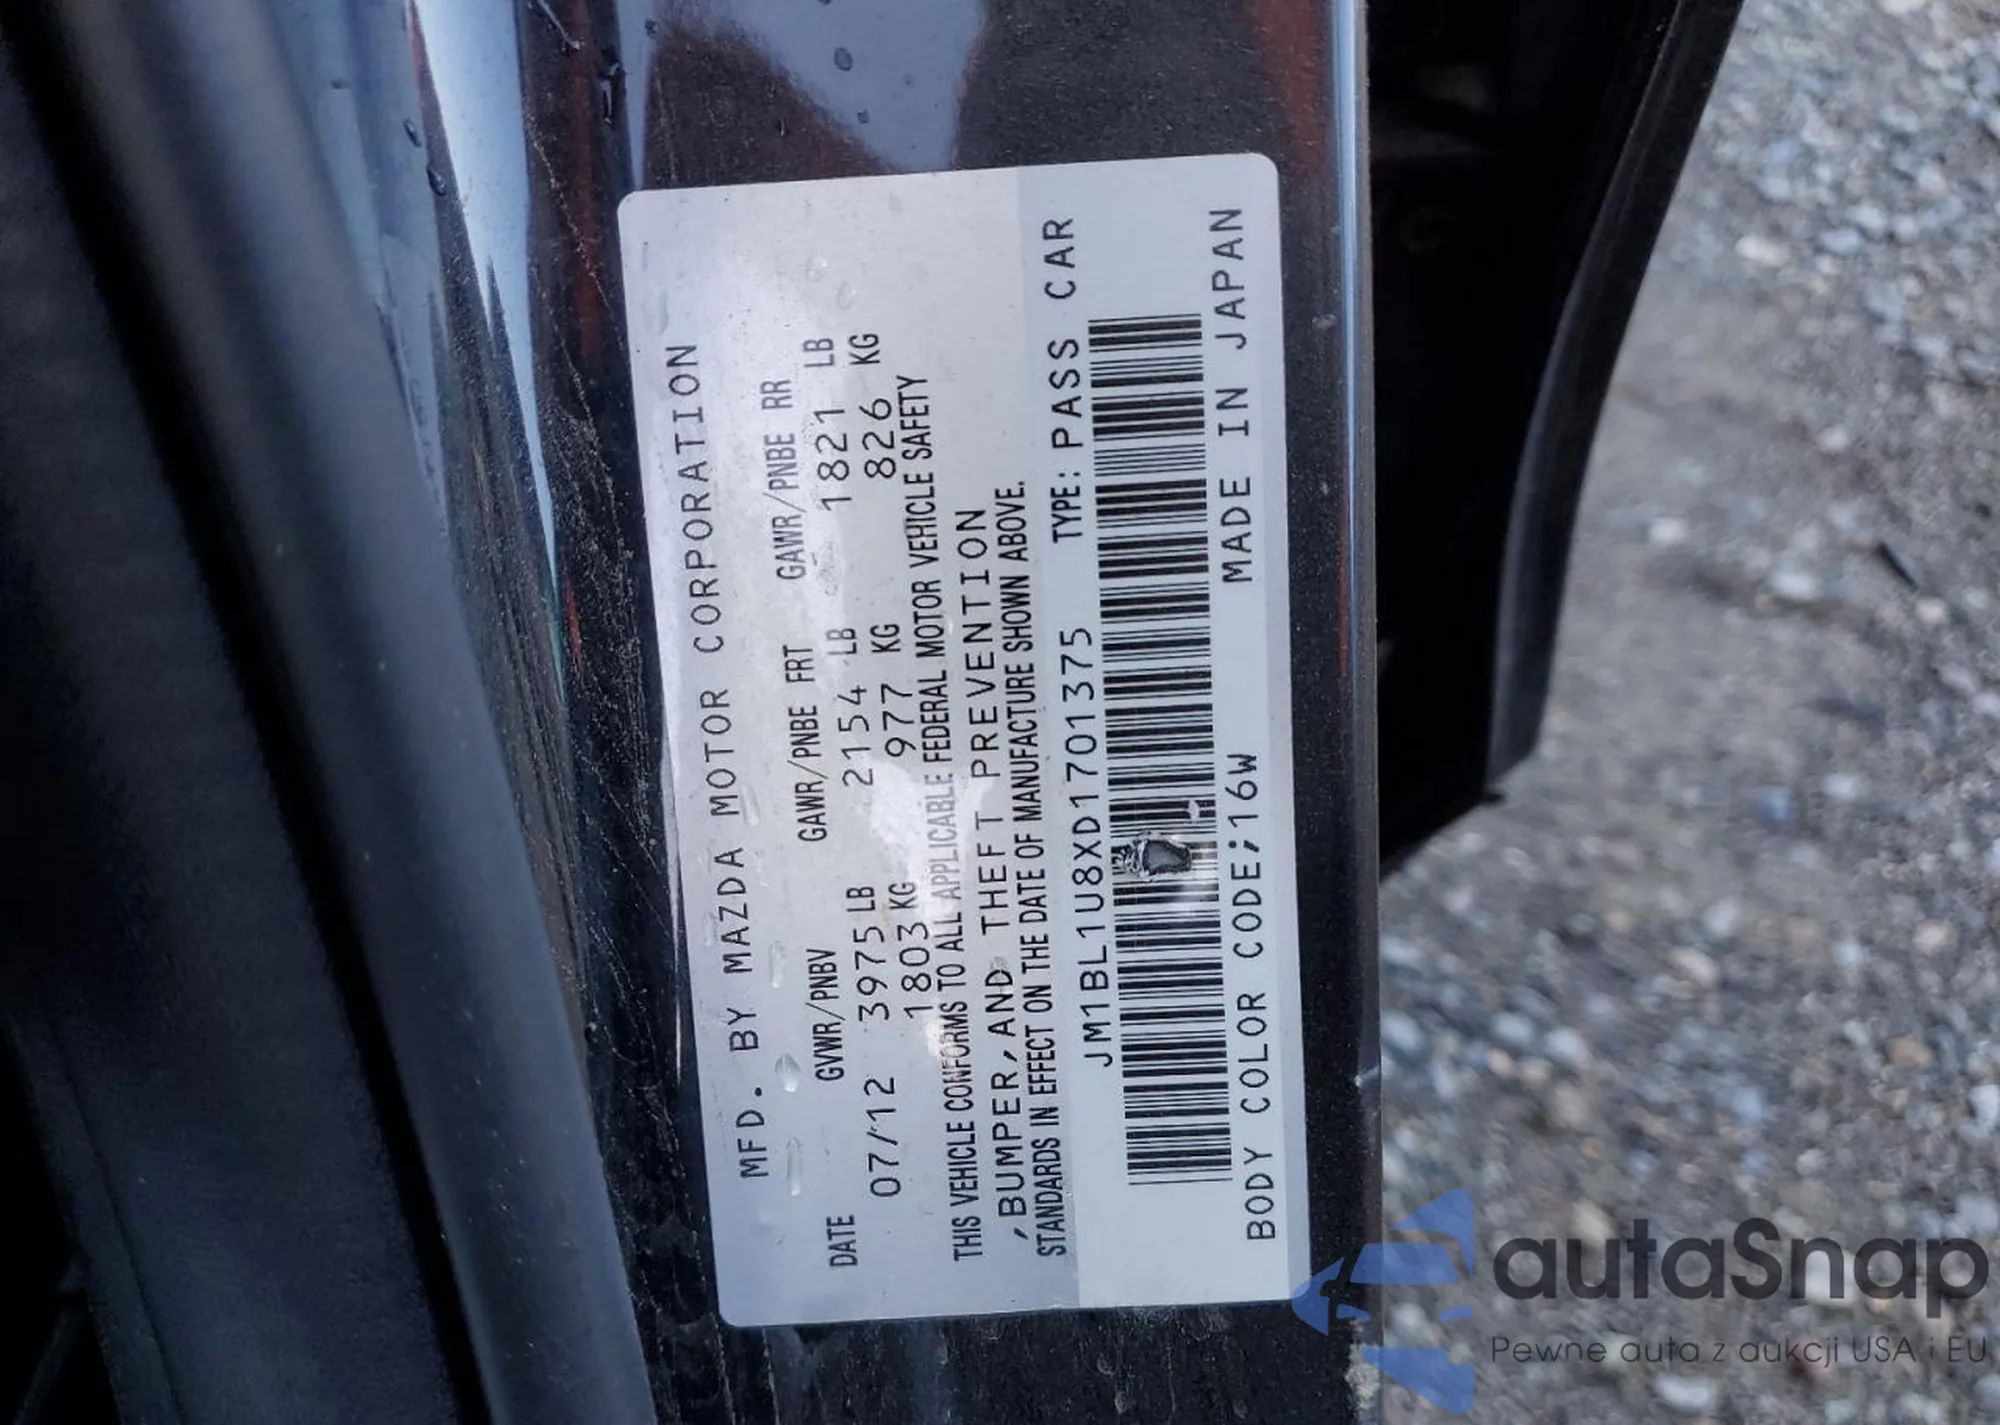 MFD. BY MAZDA MOTOR CORPORATION
DATE GVWR/PNBV GAWR/PNBE FRT GAWR/PNBE RR
07/12 3975 LB 2154 LB 1821 LB
1803 KG 977 KG 826 KG
THIS VEHICLE CONFORMS TO ALL APPLICABLE FEDERAL MOTOR VEHICLE SAFETY
,BUMPER,AND THEFT PREVENTION
STANDARDS IN EFFECT ON THE DATE OF MANUFACTURE SHOWN ABOVE.
JM1BL1U8XD1701375 TYPE: PASS CAR
BODY COLOR CODE;16W MADE IN JAPAN
autaSnap
Pewne auta z aukcji USA i EU